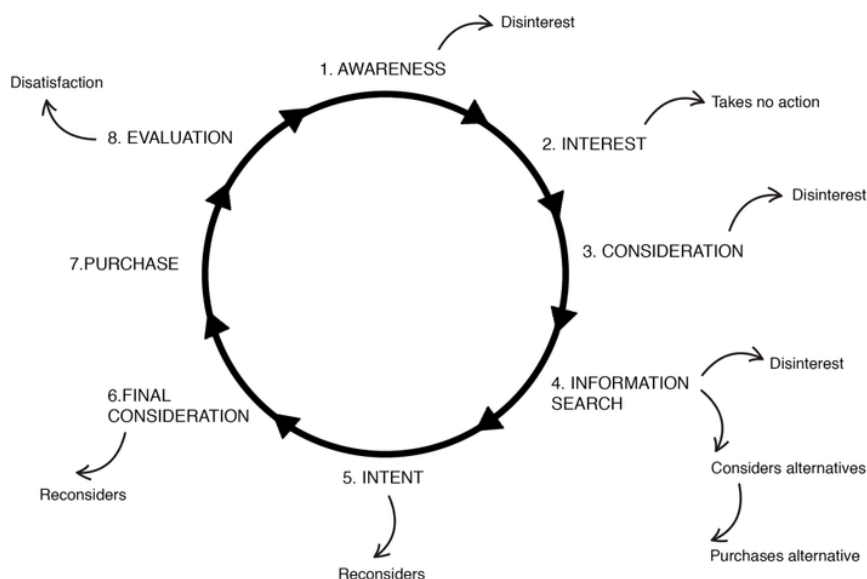 Disinterest
1. AWARENESS
Disatisfaction
Takes no action
8. EVALUATION
2. INTEREST
Disinterest
3. CONSIDERATION
7.PURCHASE
Disinterest
4. INFORMATION
SEARCH
6.FINAL
CONSIDERATION
Considers alternatives
5. INTENT
Reconsiders
Purchases alternative
Reconsiders